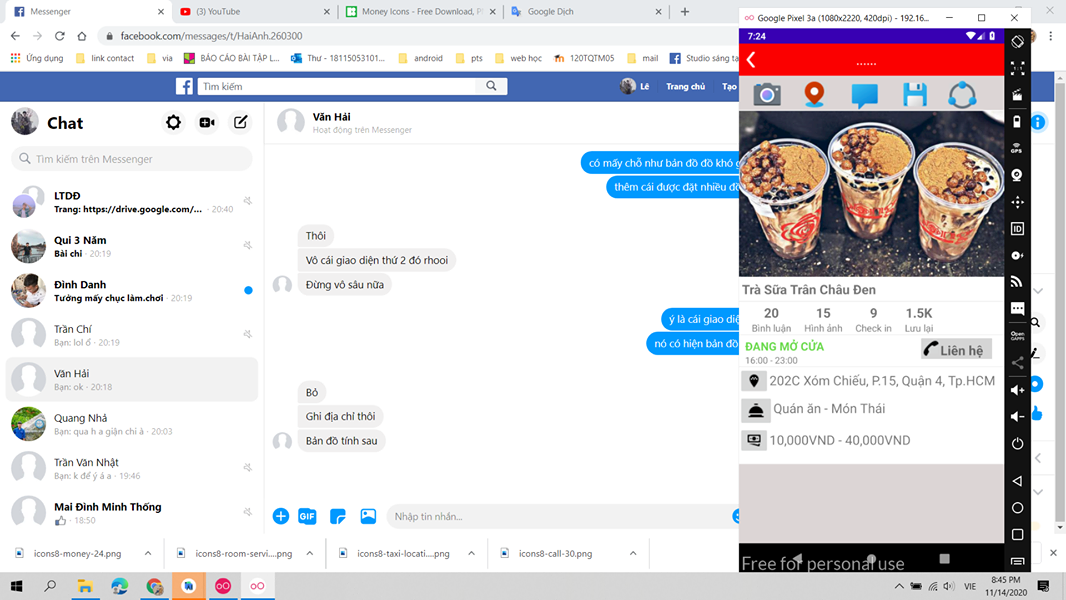 Messenger
(3) YouTube
Money Icons - Free Download, P
Google Dịch
facebook.com/messages/t/HaiAnh.260300
Ứng dụng
link contact
via
BÁO CÁO BÀI TẬP L...
Thư - 18115053101...
android
pts
web học
120TQTM05
mail
Studio sáng tạ
Tìm kiếm
Lê
Trang chủ
Tạo
Chat
Tìm kiếm trên Messenger
LTDĐ
Trang: https://drive.google.com/... · 20:40
Qui 3 Năm
Bài chi · 20:19
Đình Danh
Tướng mấy chục làm.chơi · 20:19
Trần Chí
Bạn: lol ố · 20:19
Văn Hải
Bạn: ok · 20:18
Quang Nhả
Bạn: qua h a giận chi à · 20:03
Trần Văn Nhật
Bạn: k để ý á a · 19:46
Mai Đình Minh Thống
18:50
Văn Hải
Hoạt động trên Messenger
có mấy chỗ như bản đồ đồ khó g
thêm cái được đặt nhiều đồ
Thôi
Vô cái giao diện thứ 2 đó rhooi
Đừng vô sâu nữa
ý là cái giao diệ
nó có hiện bản đồ
Bỏ
Ghi địa chỉ thôi
Bản đồ tính sau
GIF
Nhập tin nhắn...
Google Pixel 3a (1080x2220, 420dpi) - 192.16...
7:24
......
Trà Sữa Trân Châu Đen
20
15
9
1.5K
Bình luận
Hình ảnh
Check in
Lưu lại
ĐANG MỞ CỬA
16:00 - 23:00
Liên hệ
202C Xóm Chiếu, P.15, Quận 4, Tp.HCM
Quán ăn - Món Thái
10,000VND - 40,000VND
Free for personal use
1:1
GPS
ID
Open
GAPPS
icons8-money-24.png
icons8-room-servi....png
icons8-taxi-locati....png
icons8-call-30.png
VIE
8:45 PM
11/14/2020